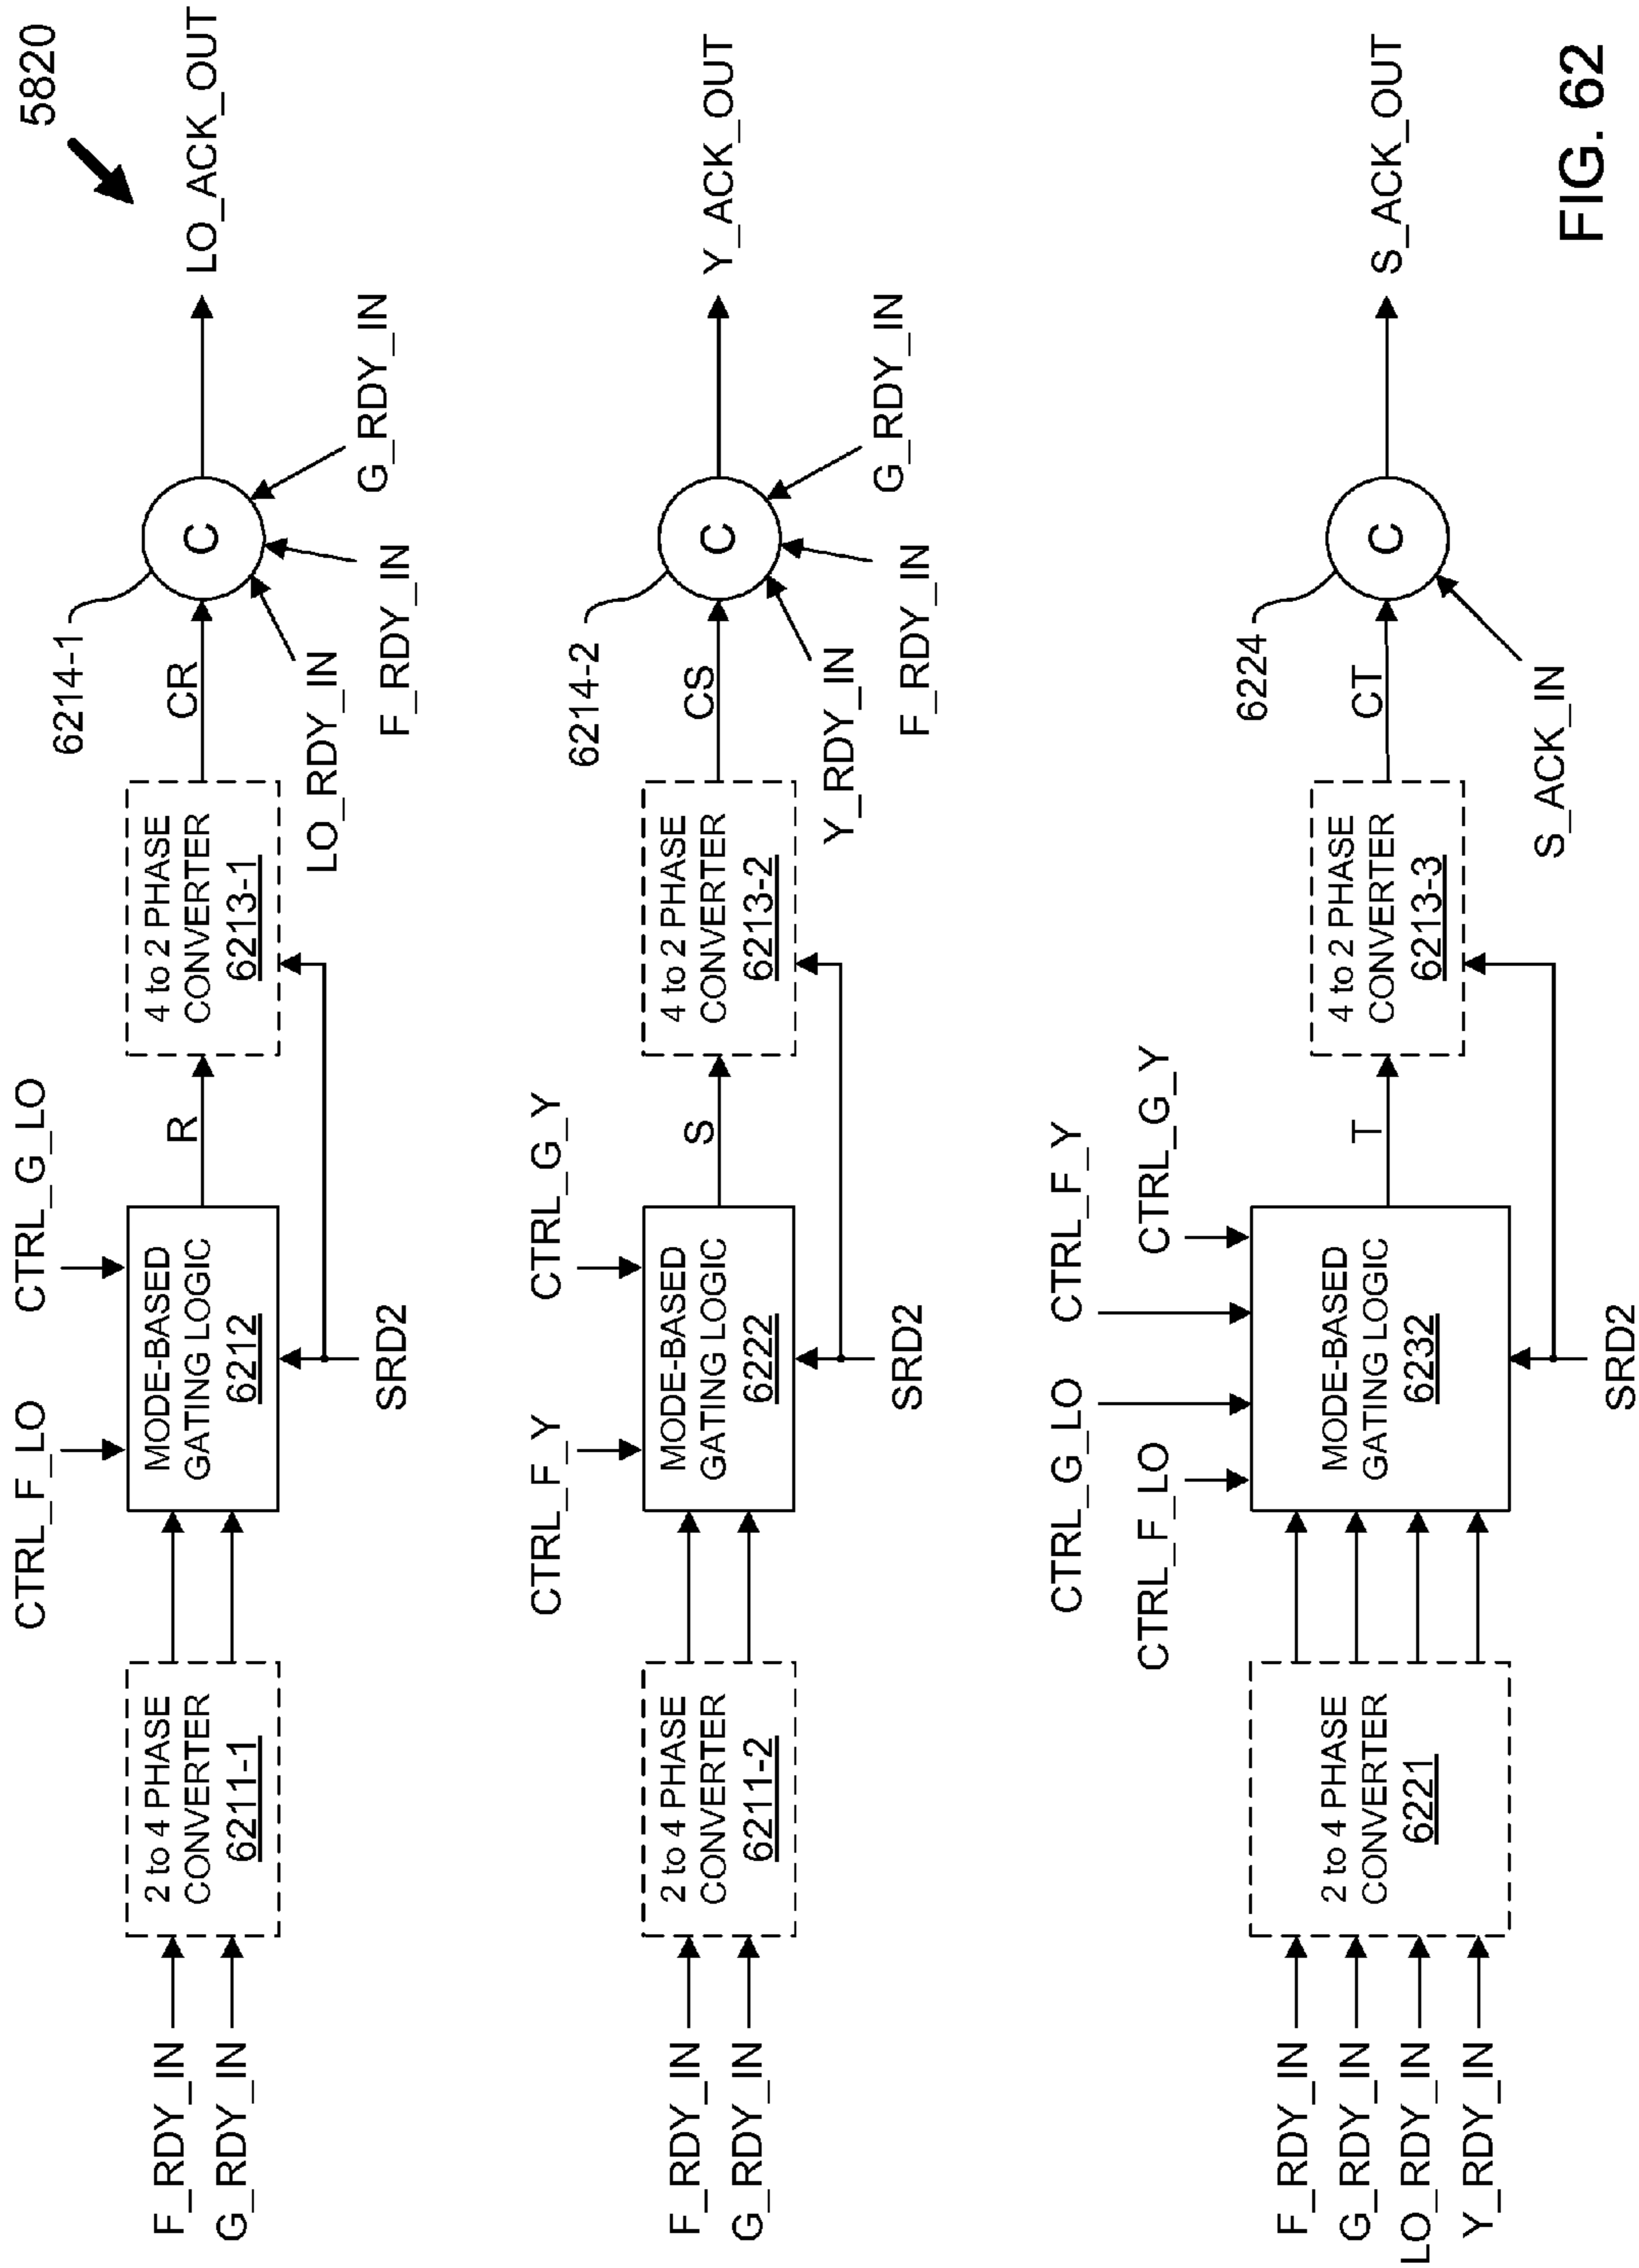 5820
CTRL_F_LO
CTRL_G_LO
F_RDY_IN
G_RDY_IN
2 to 4 PHASE
CONVERTER
6211-1
MODE-BASED
GATING LOGIC
6212
SRD2
R
4 to 2 PHASE
CONVERTER
6213-1
CR
6214-1
C
LO_RDY_IN
F_RDY_IN
G_RDY_IN
LO_ACK_OUT
CTRL_F_Y
CTRL_G_Y
F_RDY_IN
G_RDY_IN
2 to 4 PHASE
CONVERTER
6211-2
MODE-BASED
GATING LOGIC
6222
SRD2
S
4 to 2 PHASE
CONVERTER
6213-2
CS
6214-2
C
Y_RDY_IN
F_RDY_IN
G_RDY_IN
Y_ACK_OUT
CTRL_G_LO
CTRL_F_Y
CTRL_F_LO
CTRL_G_Y
F_RDY_IN
G_RDY_IN
LO_RDY_IN
Y_RDY_IN
2 to 4 PHASE
CONVERTER
6221
MODE-BASED
GATING LOGIC
6232
SRD2
T
4 to 2 PHASE
CONVERTER
6213-3
CT
6224
C
S_ACK_IN
S_ACK_OUT
FIG. 62